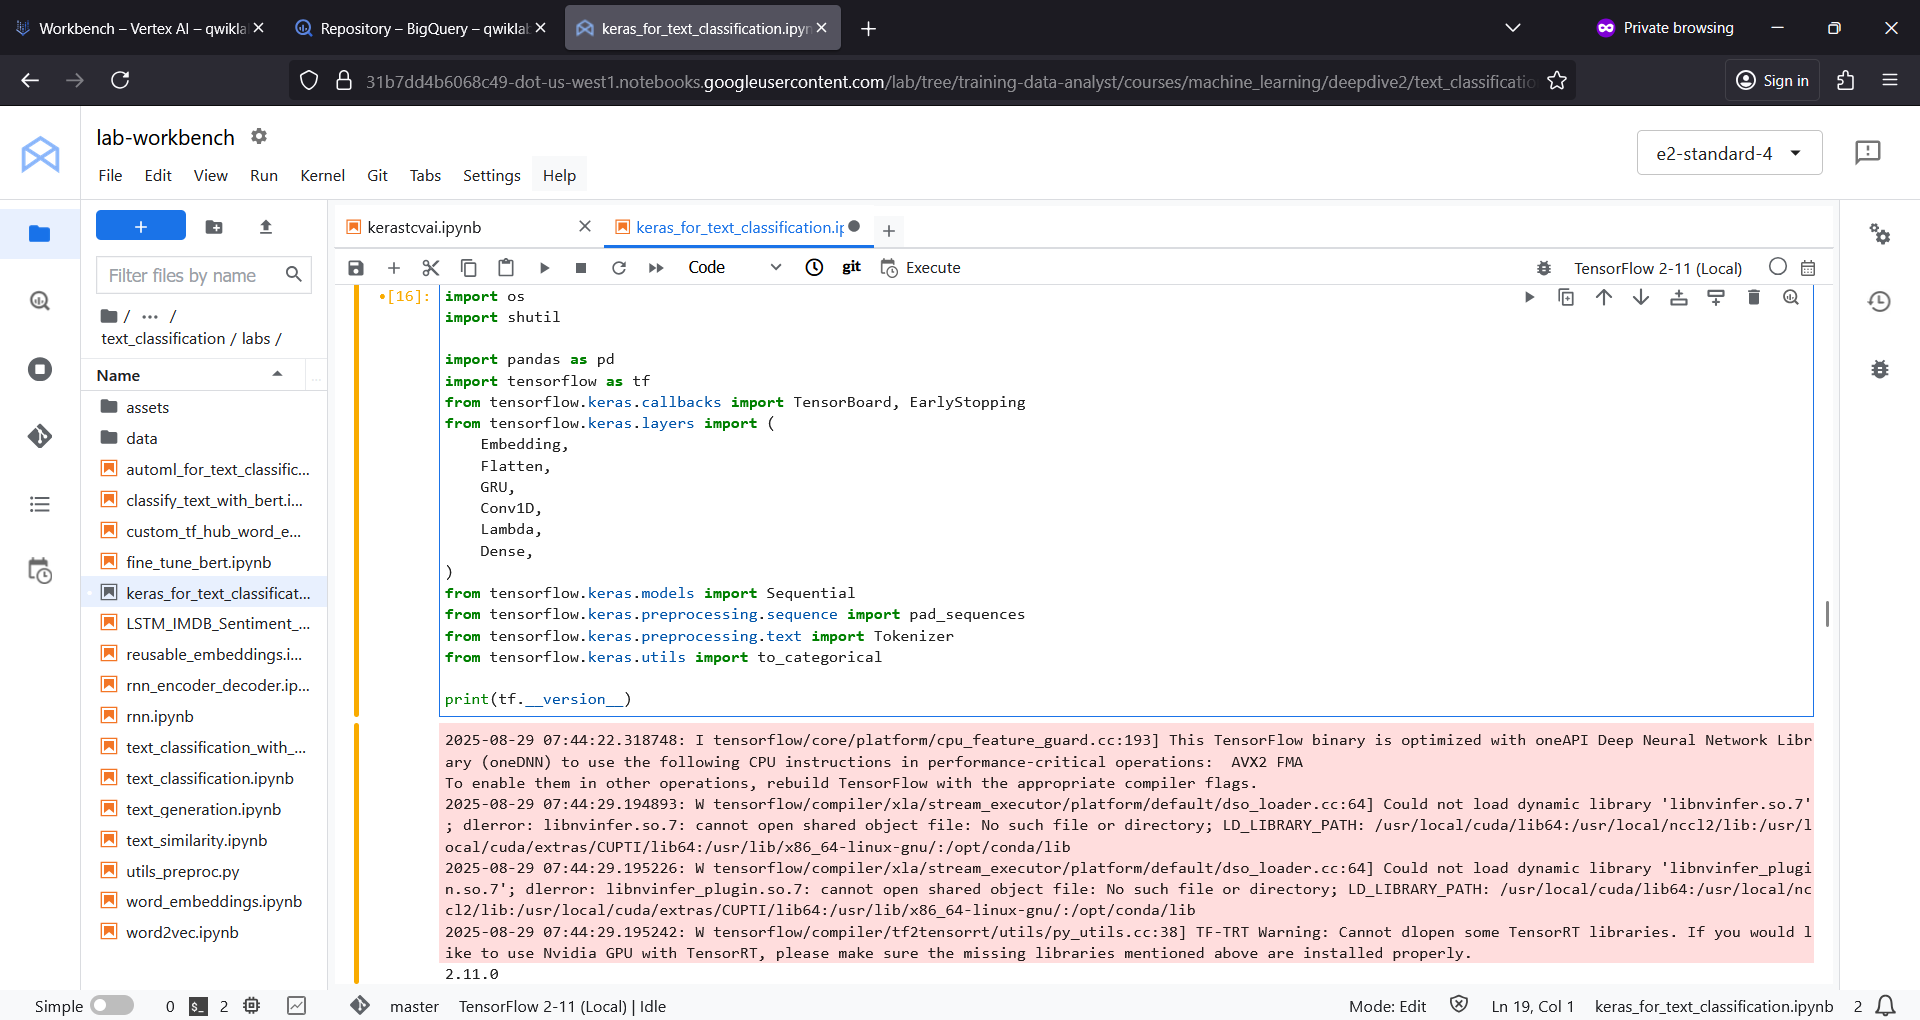 Workbench – Vertex AI – qwikla
Repository – BigQuery – qwiklab
keras_for_text_classification.ipyn
Private browsing
31b7dd4b6068c49-dot-us-west1.notebooks.googleusercontent.com/lab/tree/training-data-analyst/courses/machine_learning/deepdive2/text_classificatio
Sign in
lab-workbench
e2-standard-4
File Edit View Run Kernel Git Tabs Settings Help
kerastcvai.ipynb
keras_for_text_classification.ip
Filter files by name
Code
git
Execute
TensorFlow 2-11 (Local)
/ ... /
text_classification / labs /
Name
...
assets
data
automl_for_text_classific...
classify_text_with_bert.i...
custom_tf_hub_word_e...
fine_tune_bert.ipynb
keras_for_text_classificat...
LSTM_IMDB_Sentiment_...
reusable_embeddings.i...
rnn_encoder_decoder.ip...
rnn.ipynb
text_classification_with_...
text_classification.ipynb
text_generation.ipynb
text_similarity.ipynb
utils_preproc.py
word_embeddings.ipynb
word2vec.ipynb
[16]:
import os
import shutil
import pandas as pd
import tensorflow as tf
from tensorflow.keras.callbacks import TensorBoard, EarlyStopping
from tensorflow.keras.layers import (
Embedding,
Flatten,
GRU,
Conv1D,
Lambda,
Dense,
)
from tensorflow.keras.models import Sequential
from tensorflow.keras.preprocessing.sequence import pad_sequences
from tensorflow.keras.preprocessing.text import Tokenizer
from tensorflow.keras.utils import to_categorical
print(tf.__version__)
2025-08-29 07:44:22.318748: I tensorflow/core/platform/cpu_feature_guard.cc:193] This TensorFlow binary is optimized with oneAPI Deep Neural Network Libr
ary (oneDNN) to use the following CPU instructions in performance-critical operations:  AVX2 FMA
To enable them in other operations, rebuild TensorFlow with the appropriate compiler flags.
2025-08-29 07:44:29.194893: W tensorflow/compiler/xla/stream_executor/platform/default/dso_loader.cc:64] Could not load dynamic library 'libnvinfer.so.7'
; dlerror: libnvinfer.so.7: cannot open shared object file: No such file or directory; LD_LIBRARY_PATH: /usr/local/cuda/lib64:/usr/local/nccl2/lib:/usr/l
ocal/cuda/extras/CUPTI/lib64:/usr/lib/x86_64-linux-gnu/:/opt/conda/lib
2025-08-29 07:44:29.195226: W tensorflow/compiler/xla/stream_executor/platform/default/dso_loader.cc:64] Could not load dynamic library 'libnvinfer_plugi
n.so.7'; dlerror: libnvinfer_plugin.so.7: cannot open shared object file: No such file or directory; LD_LIBRARY_PATH: /usr/local/cuda/lib64:/usr/local/nc
cl2/lib:/usr/local/cuda/extras/CUPTI/lib64:/usr/lib/x86_64-linux-gnu/:/opt/conda/lib
2025-08-29 07:44:29.195242: W tensorflow/compiler/tf2tensorrt/utils/py_utils.cc:38] TF-TRT Warning: Cannot dlopen some TensorRT libraries. If you would l
ike to use Nvidia GPU with TensorRT, please make sure the missing libraries mentioned above are installed properly.
2.11.0
Simple
0
2
master
TensorFlow 2-11 (Local) | Idle
Mode: Edit
Ln 19, Col 1
keras_for_text_classification.ipynb
2